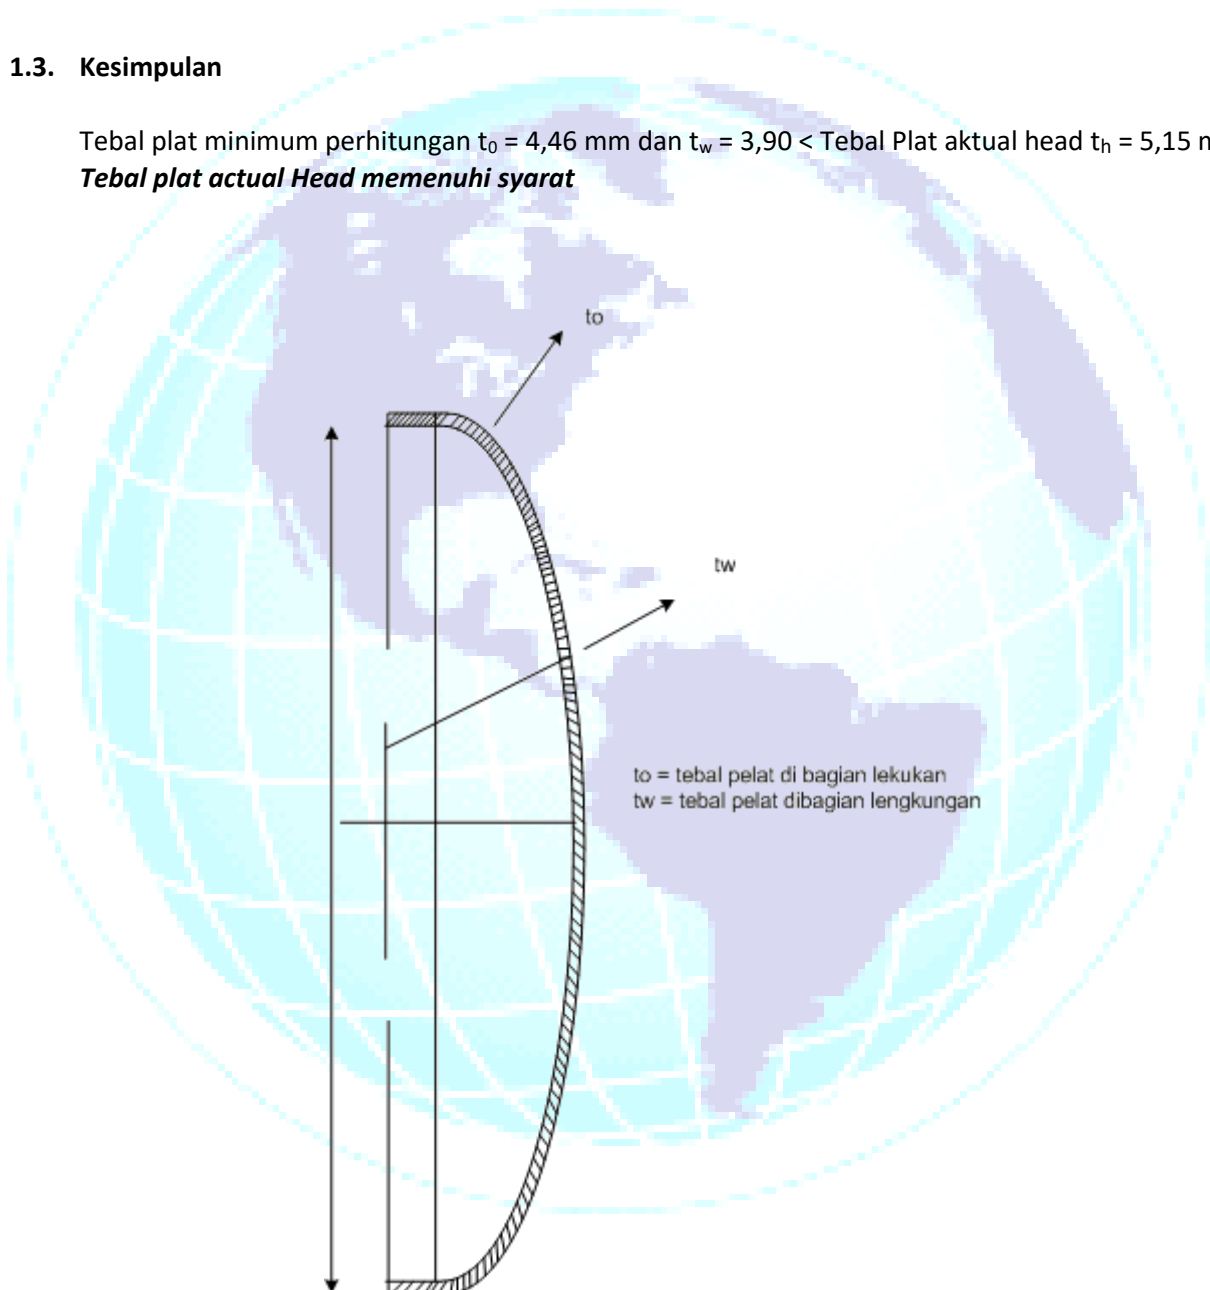 1.3. Kesimpulan
Tebal plat minimum perhitungan t₀ = 4,46 mm dan tw = 3,90 < Tebal Plat aktual head th = 5,15
Tebal plat actual Head memenuhi syarat
to
tw
to = tebal pelat di bagian lekukan
tw = tebal pelat dibagian lengkungan